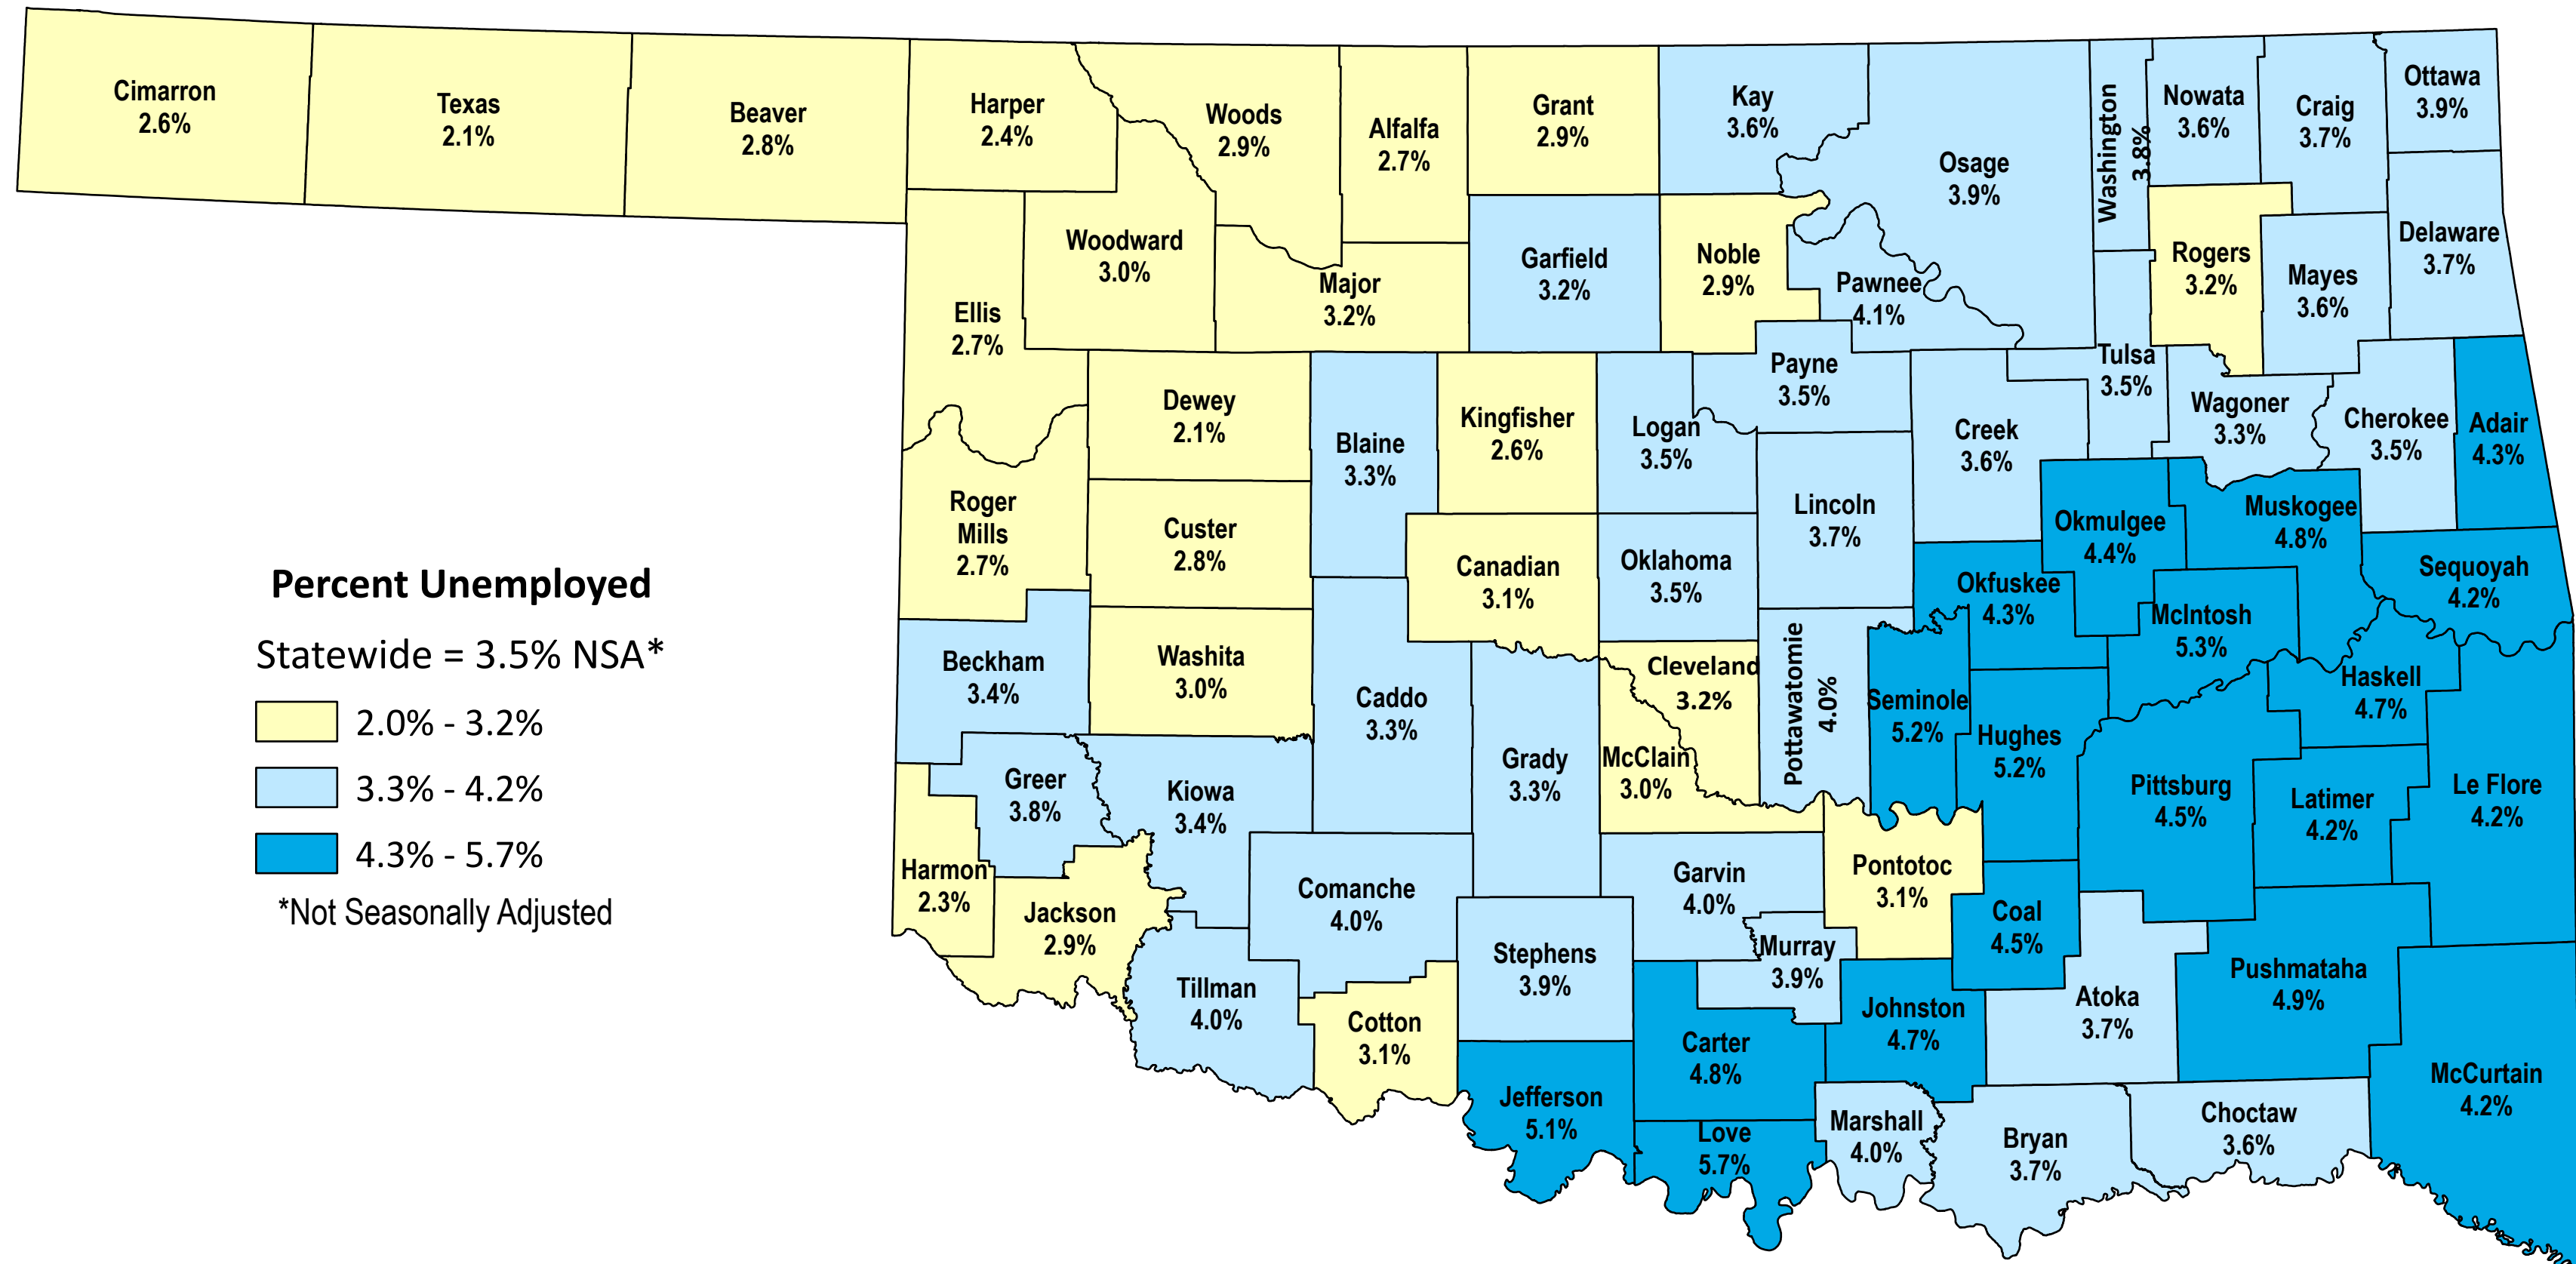 Cimarron
2.6%
Texas
2.1%
Beaver
2.8%
Harper
2.4%
Woods
2.9%
Alfalfa
2.7%
Grant
2.9%
Kay
3.6%
Osage
3.9%
Washington
3.8%
Nowata
3.6%
Craig
3.7%
Ottawa
3.9%
Woodward
3.0%
Ellis
2.7%
Major
3.2%
Garfield
3.2%
Noble
2.9%
Pawnee
4.1%
Rogers
3.2%
Mayes
3.6%
Delaware
3.7%
Dewey
2.1%
Blaine
3.3%
Kingfisher
2.6%
Logan
3.5%
Payne
3.5%
Creek
3.6%
Tulsa
3.5%
Wagoner
3.3%
Cherokee
3.5%
Adair
4.3%
Roger
Mills
2.7%
Custer
2.8%
Canadian
3.1%
Oklahoma
3.5%
Lincoln
3.7%
Okmulgee
4.4%
Muskogee
4.8%
Okfuskee
4.3%
McIntosh
5.3%
Sequoyah
4.2%
Beckham
3.4%
Washita
3.0%
Caddo
3.3%
Grady
3.3%
Cleveland
3.2%
McClain
3.0%
Pottawatomie
4.0%
Seminole
5.2%
Hughes
5.2%
Haskell
4.7%
Pittsburg
4.5%
Latimer
4.2%
Le Flore
4.2%
Greer
3.8%
Kiowa
3.4%
Harmon
2.3%
Jackson
2.9%
Comanche
4.0%
Garvin
4.0%
Pontotoc
3.1%
Coal
4.5%
Tillman
4.0%
Cotton
3.1%
Stephens
3.9%
Murray
3.9%
Johnston
4.7%
Atoka
3.7%
Pushmataha
4.9%
Carter
4.8%
Jefferson
5.1%
Love
5.7%
Marshall
4.0%
Bryan
3.7%
Choctaw
3.6%
McCurtain
4.2%
Percent Unemployed
Statewide = 3.5% NSA*
2.0% - 3.2%
3.3% - 4.2%
4.3% - 5.7%
*Not Seasonally Adjusted